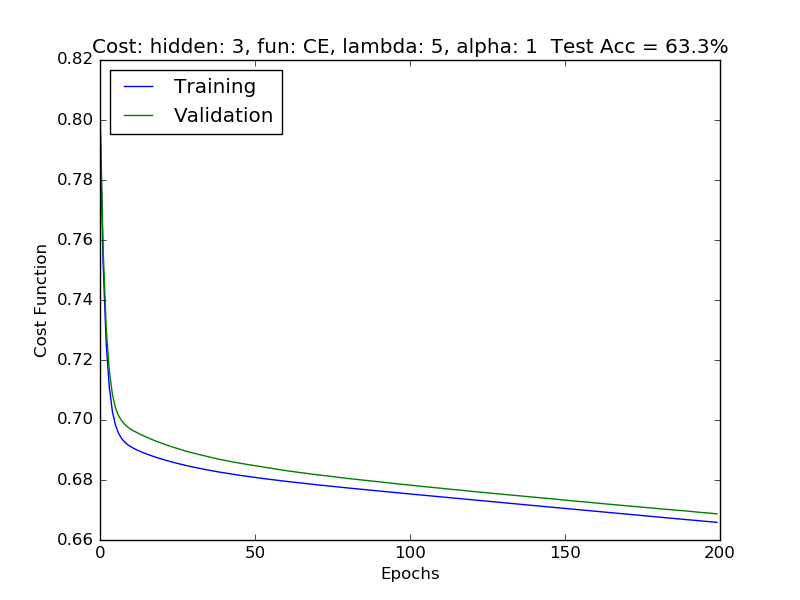 Cost: hidden: 3, fun: CE, lambda: 5, alpha: 1  Test Acc = 63.3%
Training
Validation
0.82
0.80
0.78
0.76
0.74
0.72
0.70
0.68
0.66
Cost Function
0 50 100 150 200
Epochs